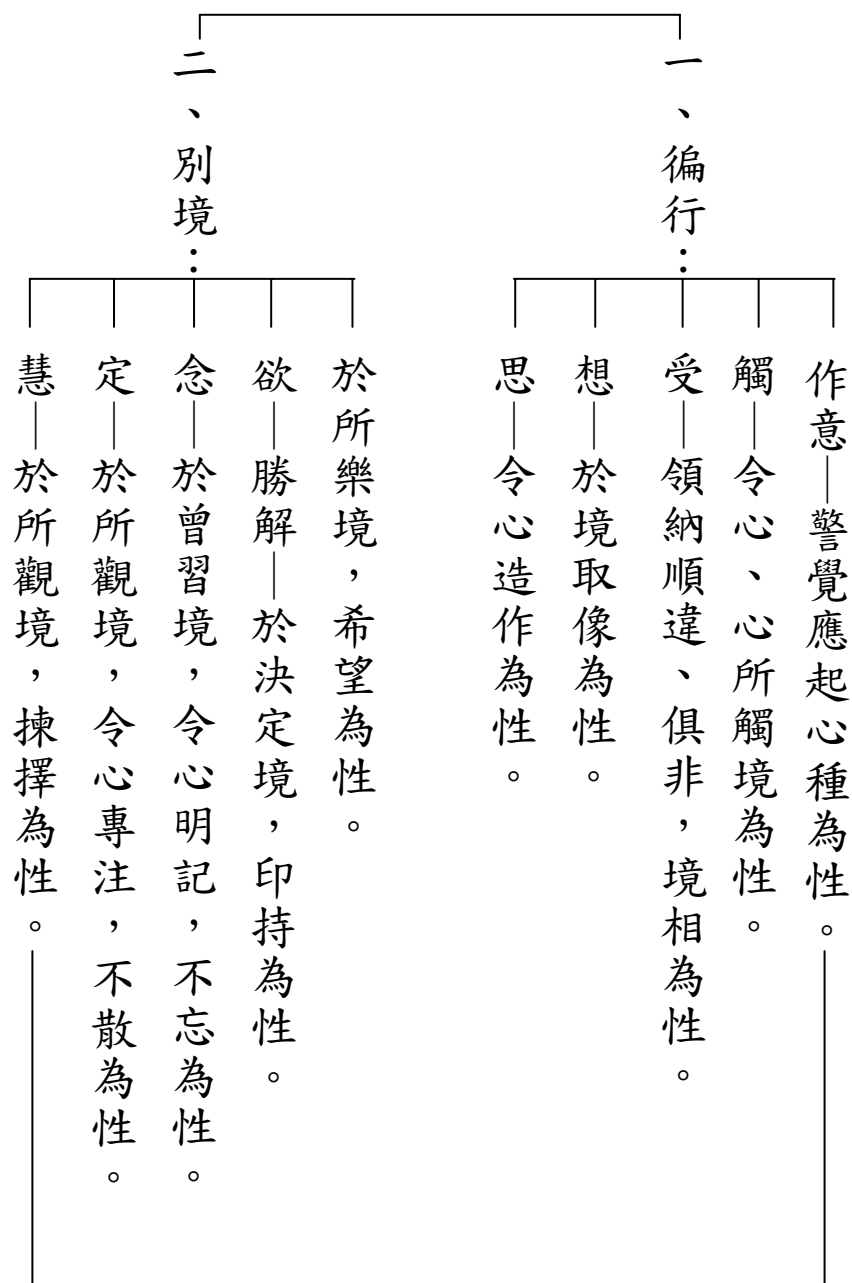 一、徧行：
作意—警覺應起心種為性。
觸—令心、心所觸境為性。
受—領納順違、俱非，境相為性。
想—於境取像為性。
思—令心造作為性。
二、別境：
於所樂境，希望為性。
欲—勝解—於決定境，印持為性。
念—於曾習境，令心明記，不忘為性。
定—於所觀境，令心專注，不散為性。
慧—於所觀境，揀擇為性。